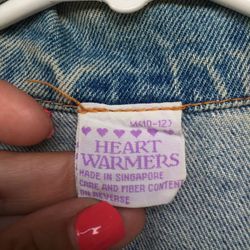 M(10-12)
HEART
WARMERS
MADE IN SINGAPORE
CARE AND FIBER CONTENT
ON REVERSE